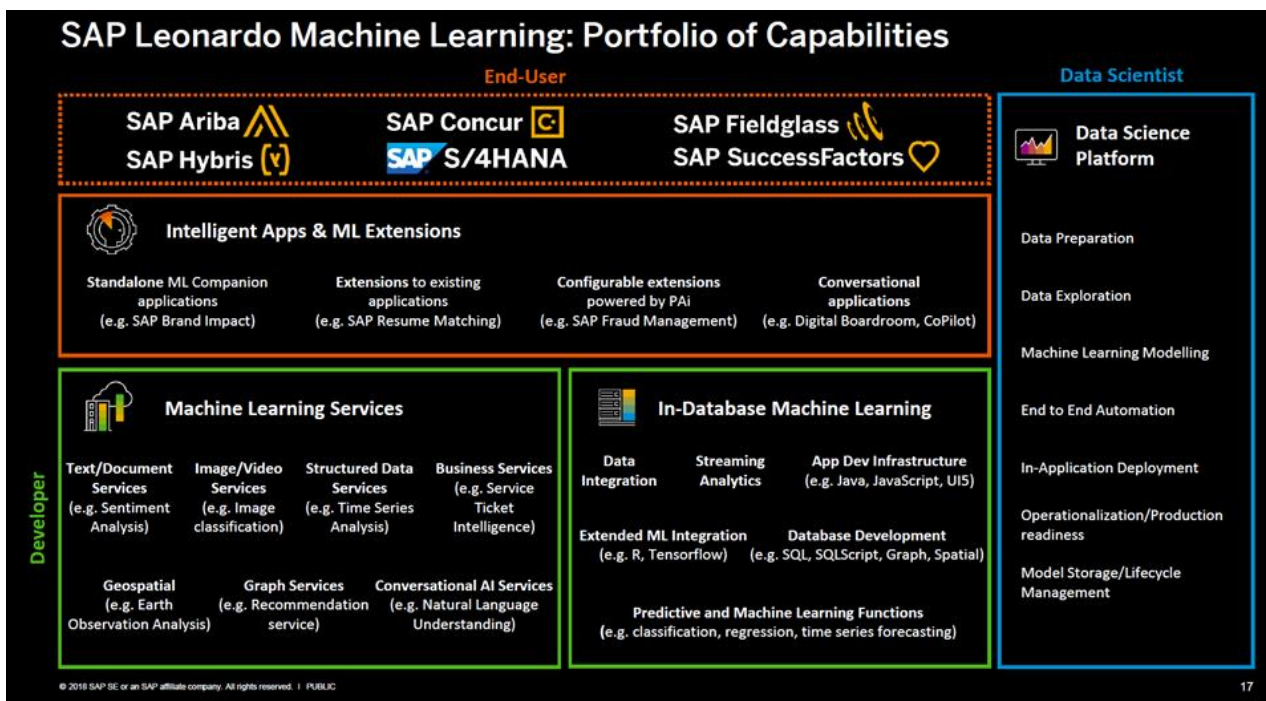 SAP Leonardo Machine Learning: Portfolio of Capabilities
End-User
Data Scientist
SAP Ariba
SAP Concur
SAP Fieldglass
SAP Hybris
SAP S/4HANA
SAP SuccessFactors
Intelligent Apps & ML Extensions
Standalone ML Companion
applications
(e.g. SAP Brand Impact)
Extensions to existing
applications
(e.g. SAP Resume Matching)
Configurable extensions
powered by PAi
(e.g. SAP Fraud Management)
Conversational
applications
(e.g. Digital Boardroom, CoPilot)
Developer
Machine Learning Services
Text/Document
Services
(e.g. Sentiment
Analysis)
Image/Video
Services
(e.g. Image
classification)
Structured Data
Services
(e.g. Time Series
Analysis)
Business Services
(e.g. Service
Ticket
Intelligence)
Geospatial
(e.g. Earth
Observation Analysis)
Graph Services
(e.g. Recommendation
service)
Conversational AI Services
(e.g. Natural Language
Understanding)
In-Database Machine Learning
Data
Integration
Streaming
Analytics
App Dev Infrastructure
(e.g. Java, JavaScript, UI5)
Extended ML Integration
(e.g. R, Tensorflow)
Database Development
(e.g. SQL, SQLScript, Graph, Spatial)
Predictive and Machine Learning Functions
(e.g. classification, regression, time series forecasting)
Data Science
Platform
Data Preparation
Data Exploration
Machine Learning Modelling
End to End Automation
In-Application Deployment
Operationalization/Production
readiness
Model Storage/Lifecycle
Management
© 2018 SAP SE or an SAP affiliate company. All rights reserved. | PUBLIC
17